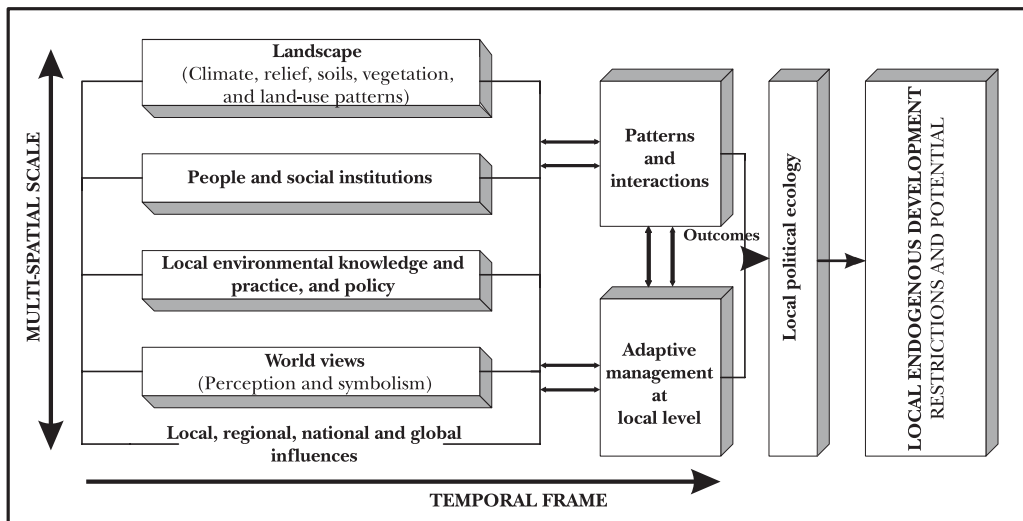 MULTI-SPATIAL SCALE
Landscape
(Climate, relief, soils, vegetation,
and land-use patterns)
People and social institutions
Local environmental knowledge and
practice, and policy
World views
(Perception and symbolism)
Local, regional, national and global
influences
Patterns
and
interactions
Outcomes
Adaptive
management
at
local level
Local political ecology
LOCAL ENDOGENOUS DEVELOPMENT
RESTRICTIONS AND POTENTIAL
TEMPORAL FRAME